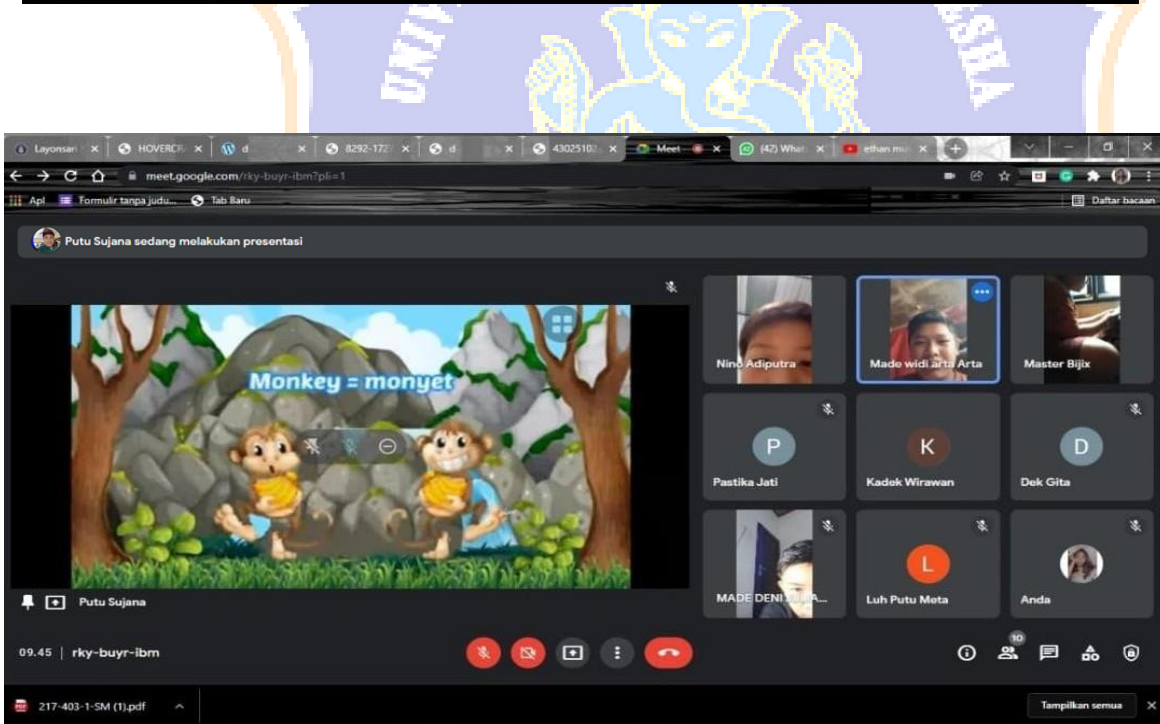 Layonsari
HOVERCR
d
8292-172
d
43025102
Meet
(42) What
ethan mu
meet.google.com/rky-buyr-ibm?pli=1
Apl
Formulir tanpa judu...
Tab Baru
Daftar bacaan
Putu Sujana sedang melakukan presentasi
Monkey = monyet
Nino Adiputra
Made widi arta Arta
Master Bijix
P
Pastika Jati
K
Kadek Wirawan
D
Dek Gita
MADE DENI
L
Luh Putu Meta
Anda
Putu Sujana
09.45 | rky-buyr-ibm
10
217-403-1-SM (1).pdf
Tampilkan semua